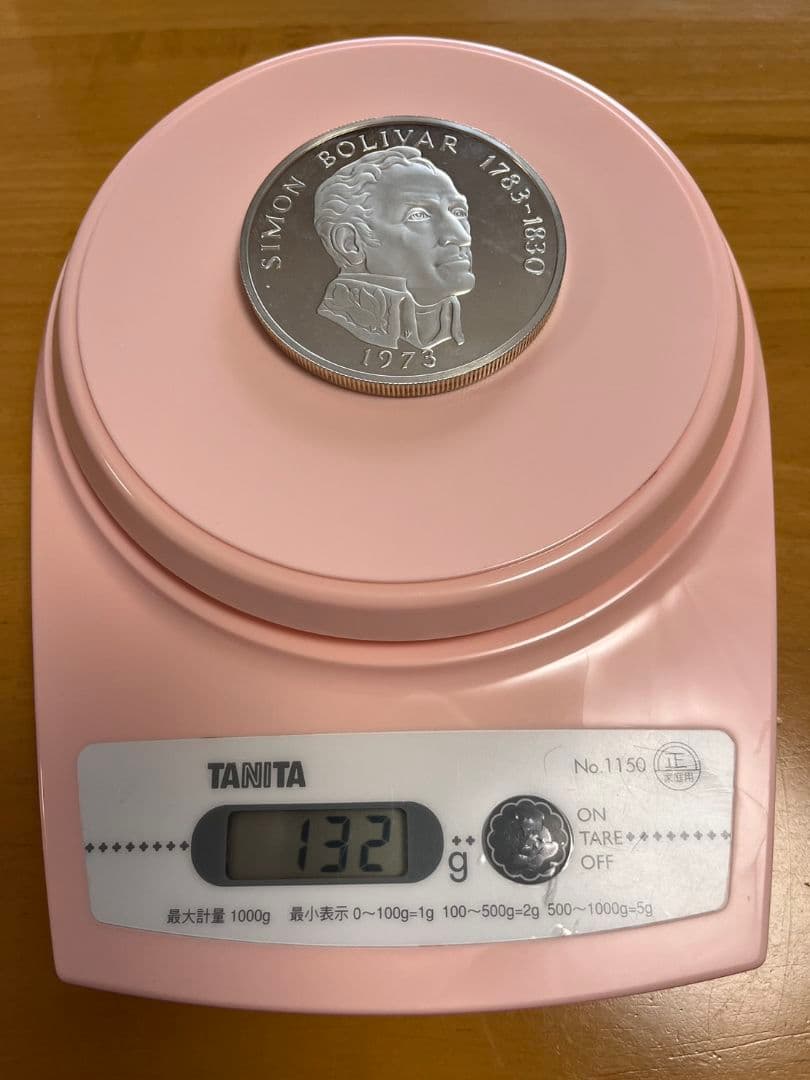 · SIMON BOLIVAR 1783-1830
1973
TANITA
No.1150
正
家庭用
132
g
ON
TARE
OFF
最大計量 1000g 最小表示 0〜100g=1g 100〜500g=2g 500〜1000g=5g